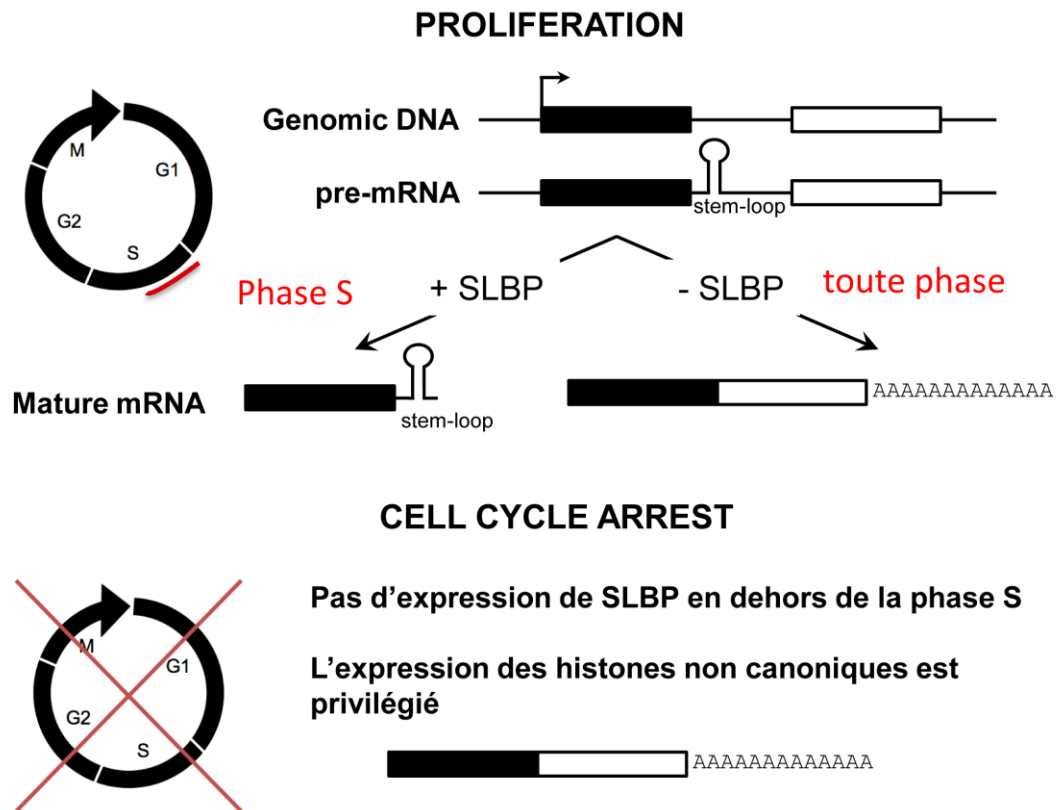 PROLIFERATION
M
G1
G2
S
Genomic DNA
pre-mRNA
stem-loop
Phase S
+ SLBP
- SLBP
toute phase
Mature mRNA
stem-loop
AAAAAAAAAAAAA
CELL CYCLE ARREST
M
G1
G2
S
Pas d'expression de SLBP en dehors de la phase S
L'expression des histones non canoniques est
privilégié
AAAAAAAAAAAAA